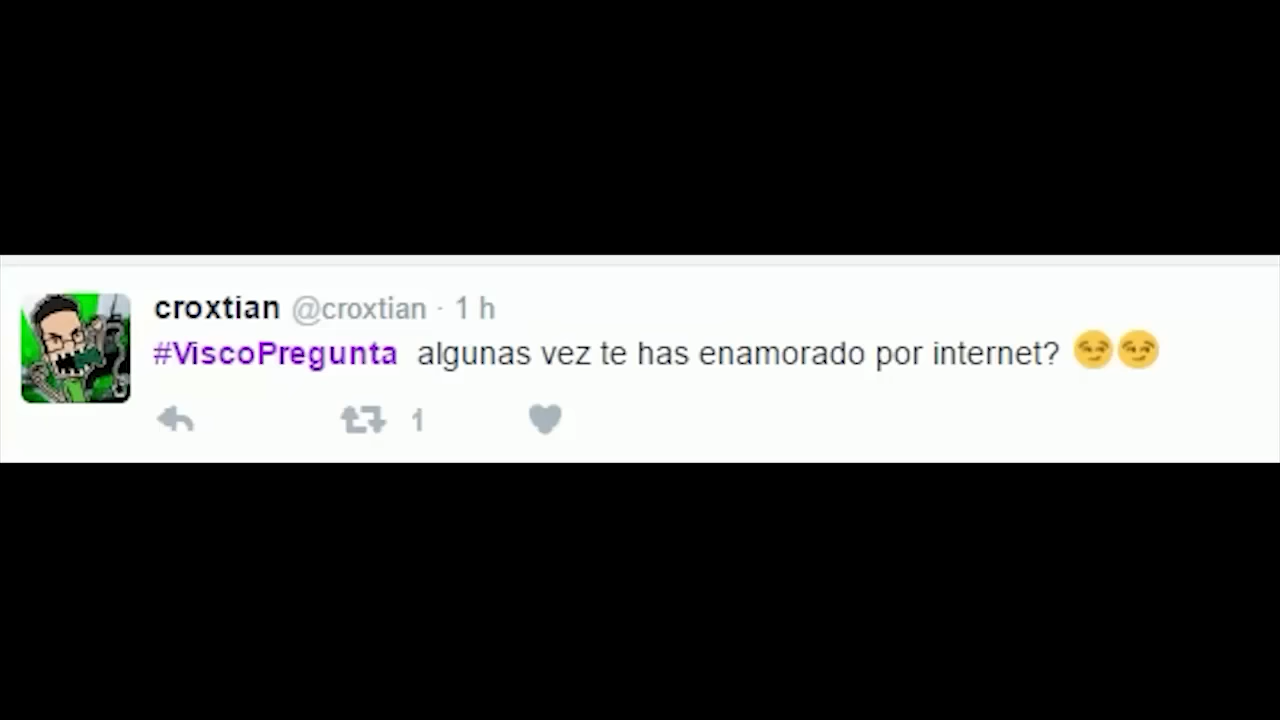 croxtian @croxtian · 1 h
#ViscoPregunta algunas vez te has enamorado por internet? 😏😏
1